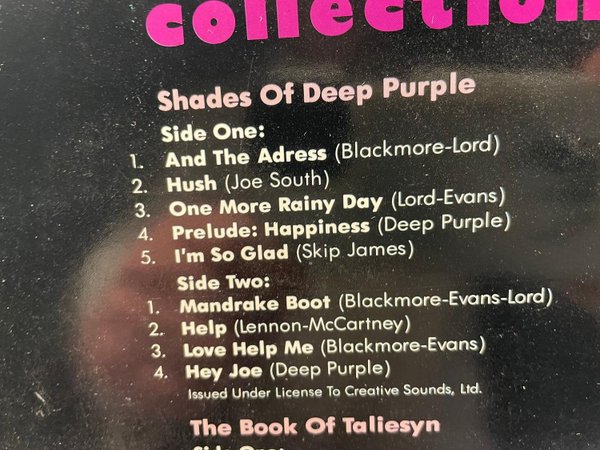 collection
Shades Of Deep Purple
Side One:
1. And The Adress (Blackmore-Lord)
2. Hush (Joe South)
3. One More Rainy Day (Lord-Evans)
4. Prelude: Happiness (Deep Purple)
5. I'm So Glad (Skip James)
Side Two:
1. Mandrake Boot (Blackmore-Evans-Lord)
2. Help (Lennon-McCartney)
3. Love Help Me (Blackmore-Evans)
4. Hey Joe (Deep Purple)
Issued Under License To Creative Sounds, Ltd.
The Book Of Taliesyn
Side One: